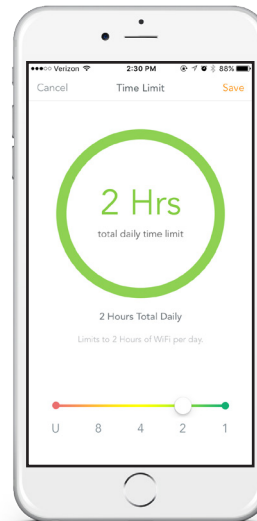 Verizon 2:30 PM 88%
Cancel Time Limit Save
2 Hrs
total daily time limit
2 Hours Total Daily
Limits to 2 Hours of WiFi per day.
U 8 4 2 1